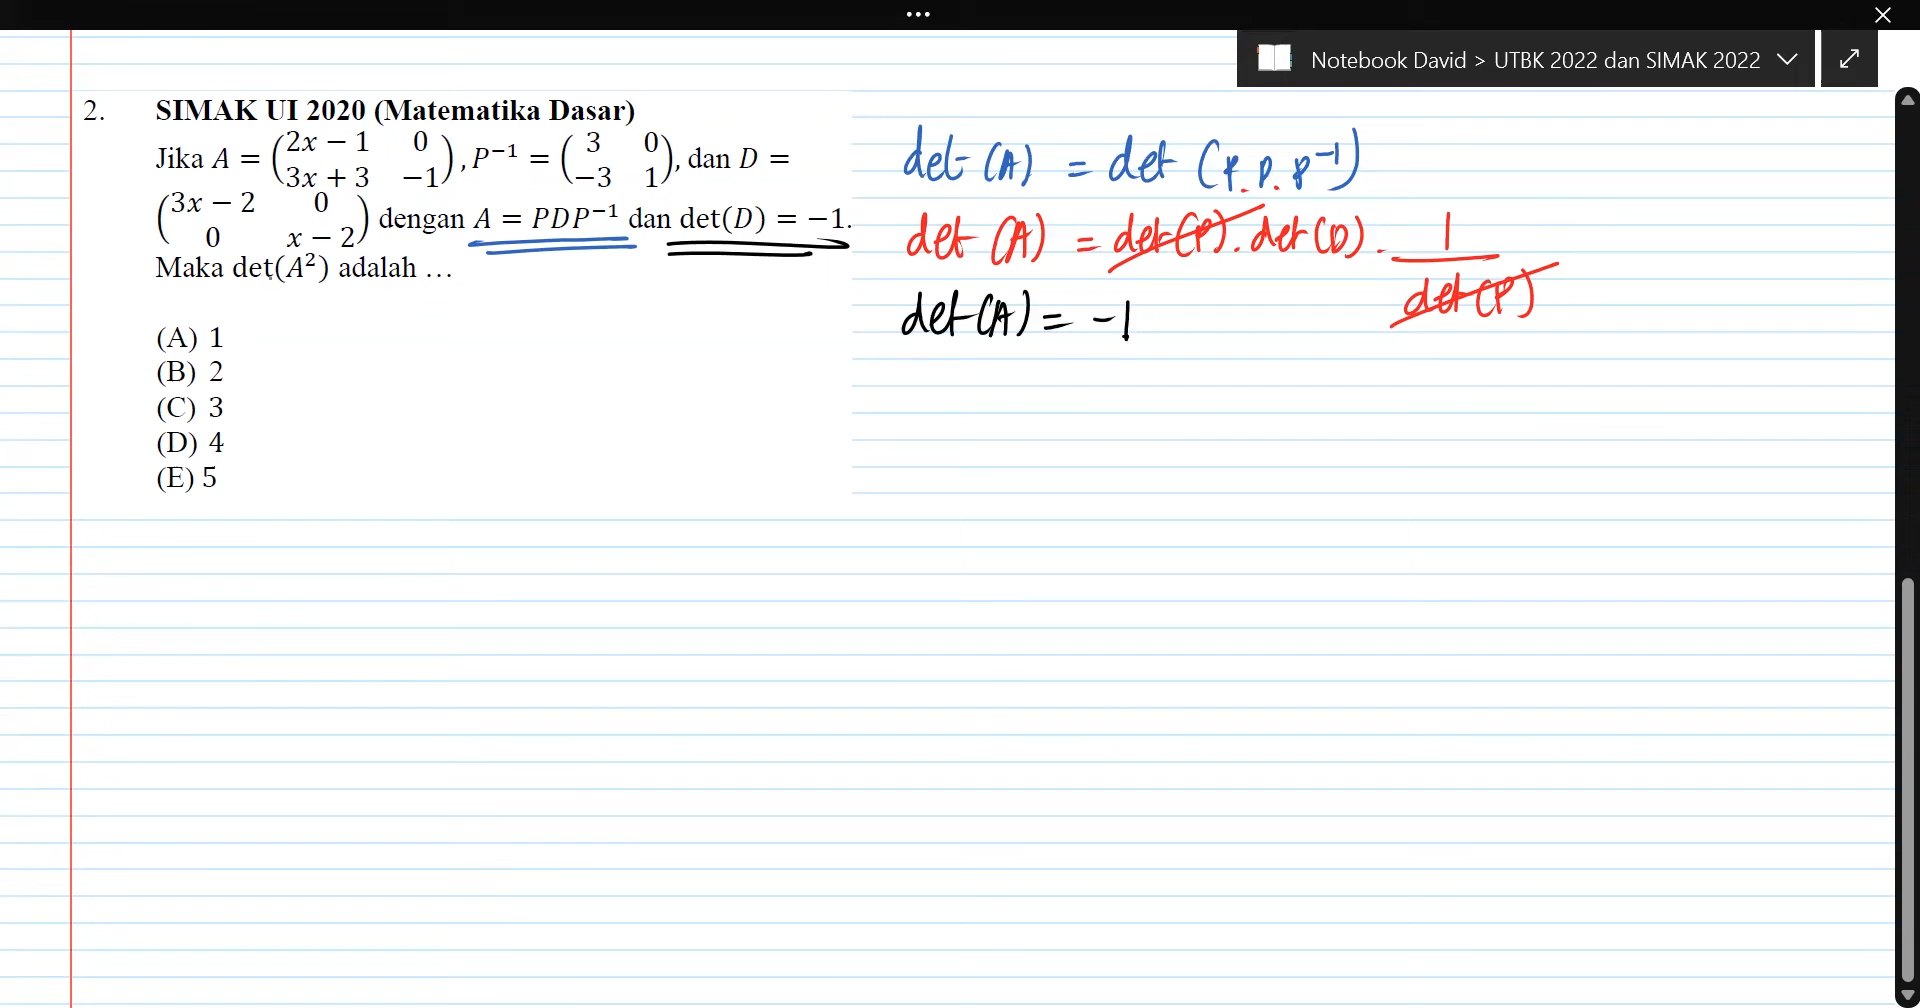 Notebook David > UTBK 2022 dan SIMAK 2022
2. SIMAK UI 2020 (Matematika Dasar)
Jika A = (2x − 1 0 3x + 3 −1), P⁻¹ = (3 0 −3 1), dan D =
(3x − 2 0 0 x − 2) dengan A = PDP⁻¹ dan det(D) = −1.
Maka det(A²) adalah …
(A) 1
(B) 2
(C) 3
(D) 4
(E) 5
det (A) = det (P. D. P⁻¹)
det (A) = det(P). det(D). 1/det(P)
det(A) = -1